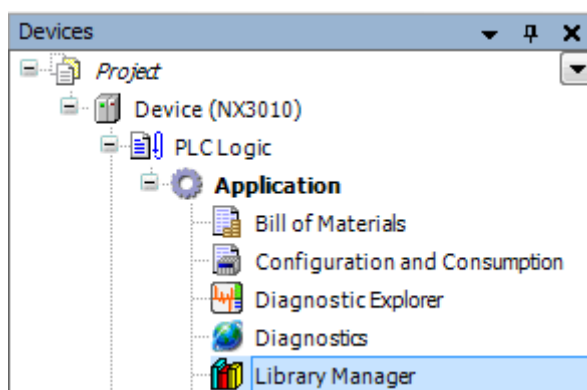 Devices
Project
Device (NX3010)
PLC Logic
Application
Bill of Materials
Configuration and Consumption
Diagnostic Explorer
Diagnostics
Library Manager